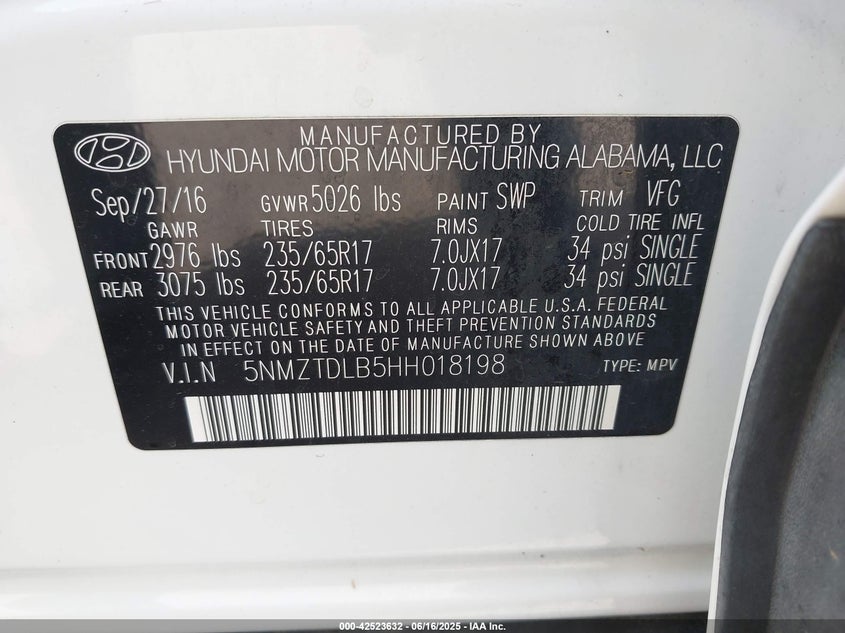 MANUFACTURED BY
HYUNDAI MOTOR MANUFACTURING ALABAMA, LLC
Sep/27/16 GVWR 5026 lbs PAINT SWP TRIM VFG
GAWR TIRES RIMS COLD TIRE INFL
FRONT 2976 lbs 235/65R17 7.0JX17 34 psi SINGLE
REAR 3075 lbs 235/65R17 7.0JX17 34 psi SINGLE
THIS VEHICLE CONFORMS TO ALL APPLICABLE U.S.A. FEDERAL
MOTOR VEHICLE SAFETY AND THEFT PREVENTION STANDARDS
IN EFFECT ON THE DATE OF MANUFACTURE SHOWN ABOVE
V.I.N 5NMZTDLB5HH018198 TYPE: MPV
000-42523632 - 06/16/2025 - IAA Inc.